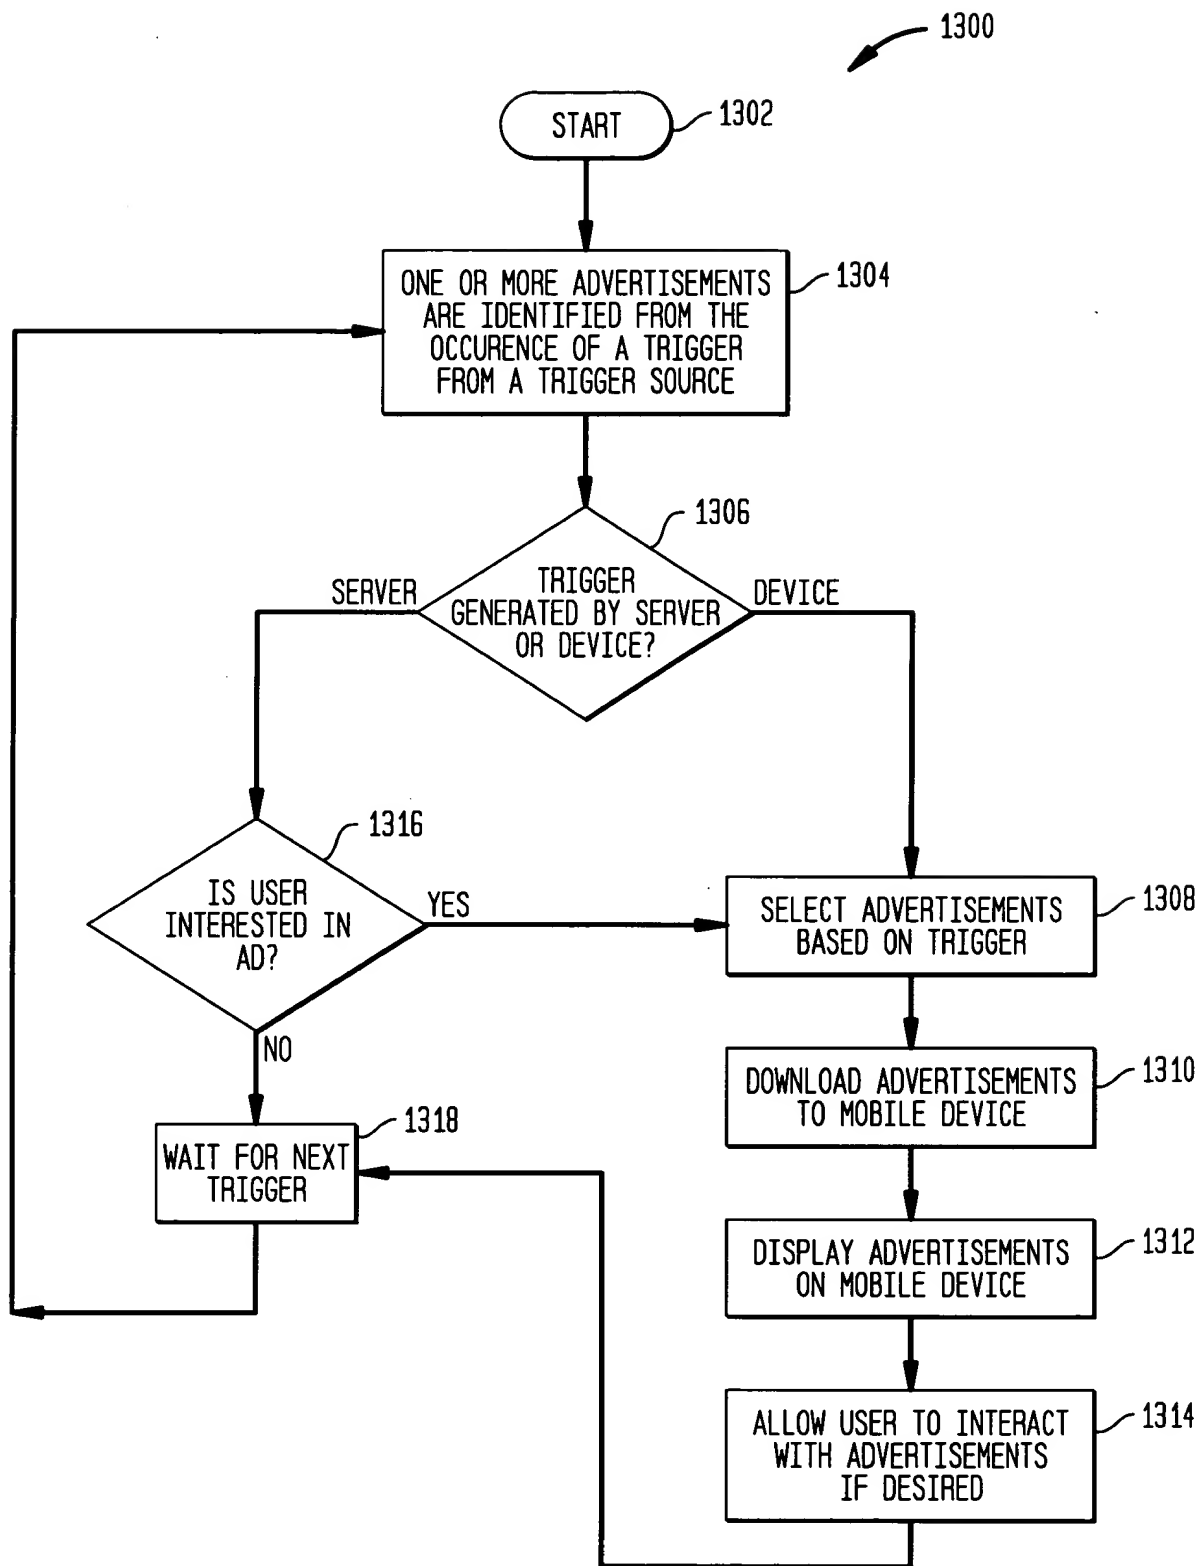 1300
START
1302
ONE OR MORE ADVERTISEMENTS
ARE IDENTIFIED FROM THE
OCCURENCE OF A TRIGGER
FROM A TRIGGER SOURCE
1304
1306
TRIGGER
GENERATED BY SERVER
OR DEVICE?
SERVER
DEVICE
1316
IS USER
INTERESTED IN
AD?
YES
NO
SELECT ADVERTISEMENTS
BASED ON TRIGGER
1308
DOWNLOAD ADVERTISEMENTS
TO MOBILE DEVICE
1310
1318
WAIT FOR NEXT
TRIGGER
DISPLAY ADVERTISEMENTS
ON MOBILE DEVICE
1312
ALLOW USER TO INTERACT
WITH ADVERTISEMENTS
IF DESIRED
1314